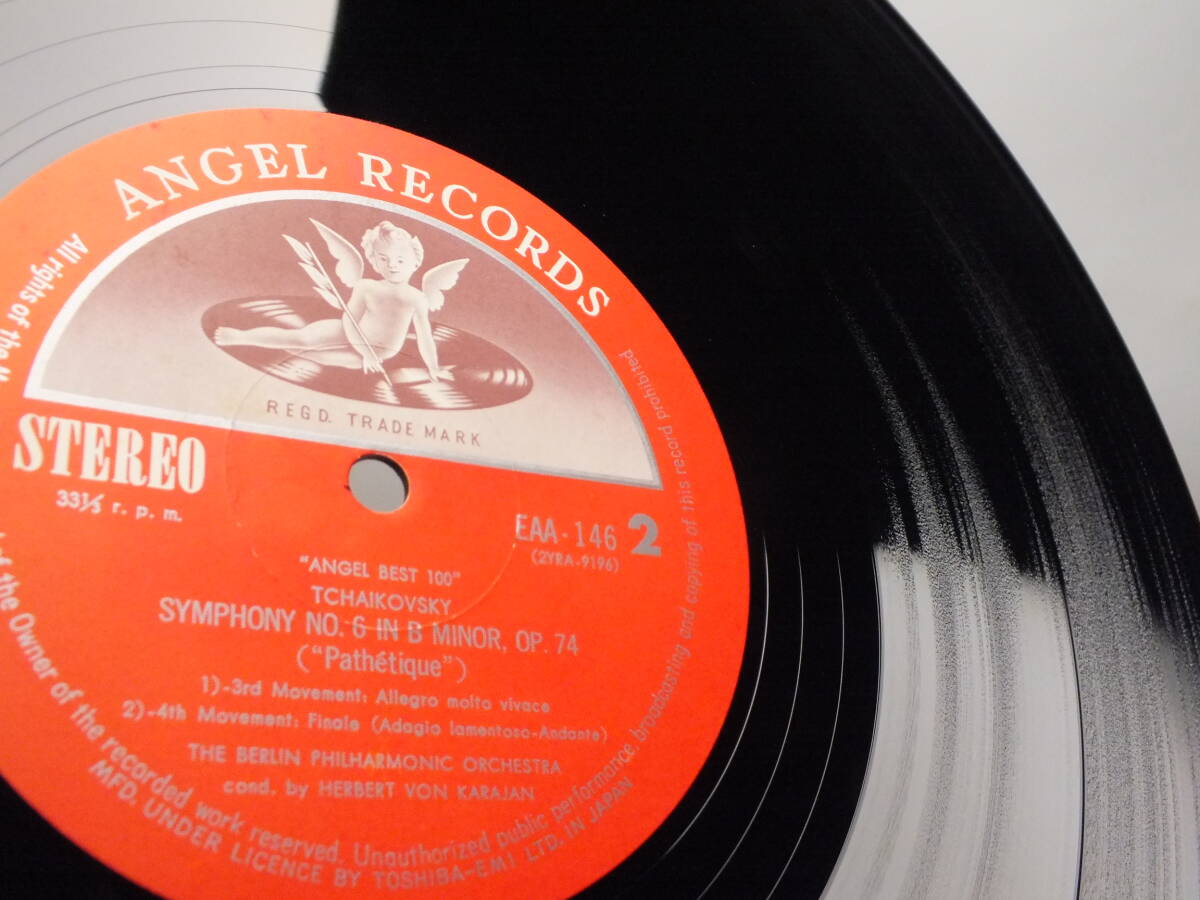 ANGEL RECORDS
REGD. TRADE MARK
STEREO
33⅓ r. p. m.
EAA-146 2
(2YRA-9196)
"ANGEL BEST 100"
TCHAIKOVSKY
SYMPHONY NO. 6 IN B MINOR, OP. 74
("Pathétique")
1)-3rd Movement: Allegro molto vivace
2)-4th Movement: Finale (Adagio lamentoso-Andante)
THE BERLIN PHILHARMONIC ORCHESTRA
cond. by HERBERT VON KARAJAN
All rights of the
of the Owner of the recorded work reserved. Unauthorized public performance, broadcasting and copying of this record prohibited
MFD. UNDER LICENCE BY TOSHIBA-EMI LTD. IN JAPAN